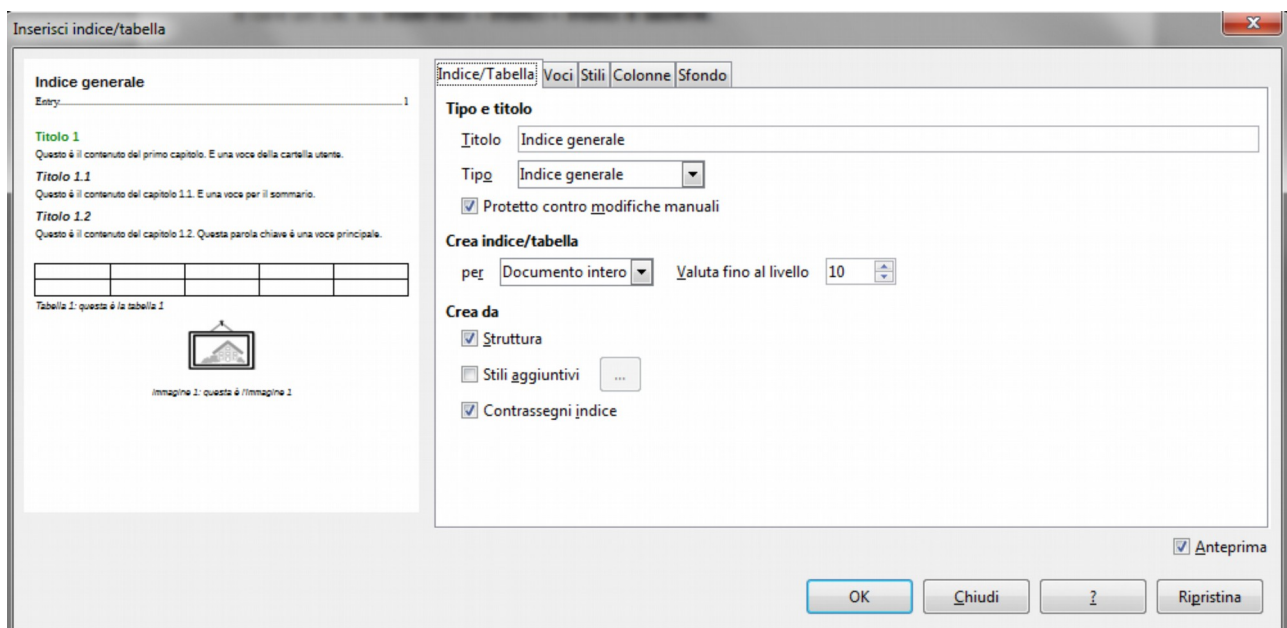 Inserisci indice/tabella
Indice generale
Entry 1
Titolo 1
Questo è il contenuto del primo capitolo. E una voce della cartella utente.
Titolo 1.1
Questo è il contenuto del capitolo 1.1. E una voce per il sommario.
Titolo 1.2
Questo è il contenuto del capitolo 1.2. Questa parola chiave è una voce principale.
Tabella 1: questa è la tabella 1
Immagine 1: questa è l'immagine 1
Indice/Tabella Voci Stili Colonne Sfondo
Tipo e titolo
Titolo Indice generale
Tipo Indice generale
Protetto contro modifiche manuali
Crea indice/tabella
per Documento intero Valuta fino al livello 10
Crea da
Struttura
Stili aggiuntivi ...
Contrassegni indice
Anteprima
OK Chiudi ? Ripristina